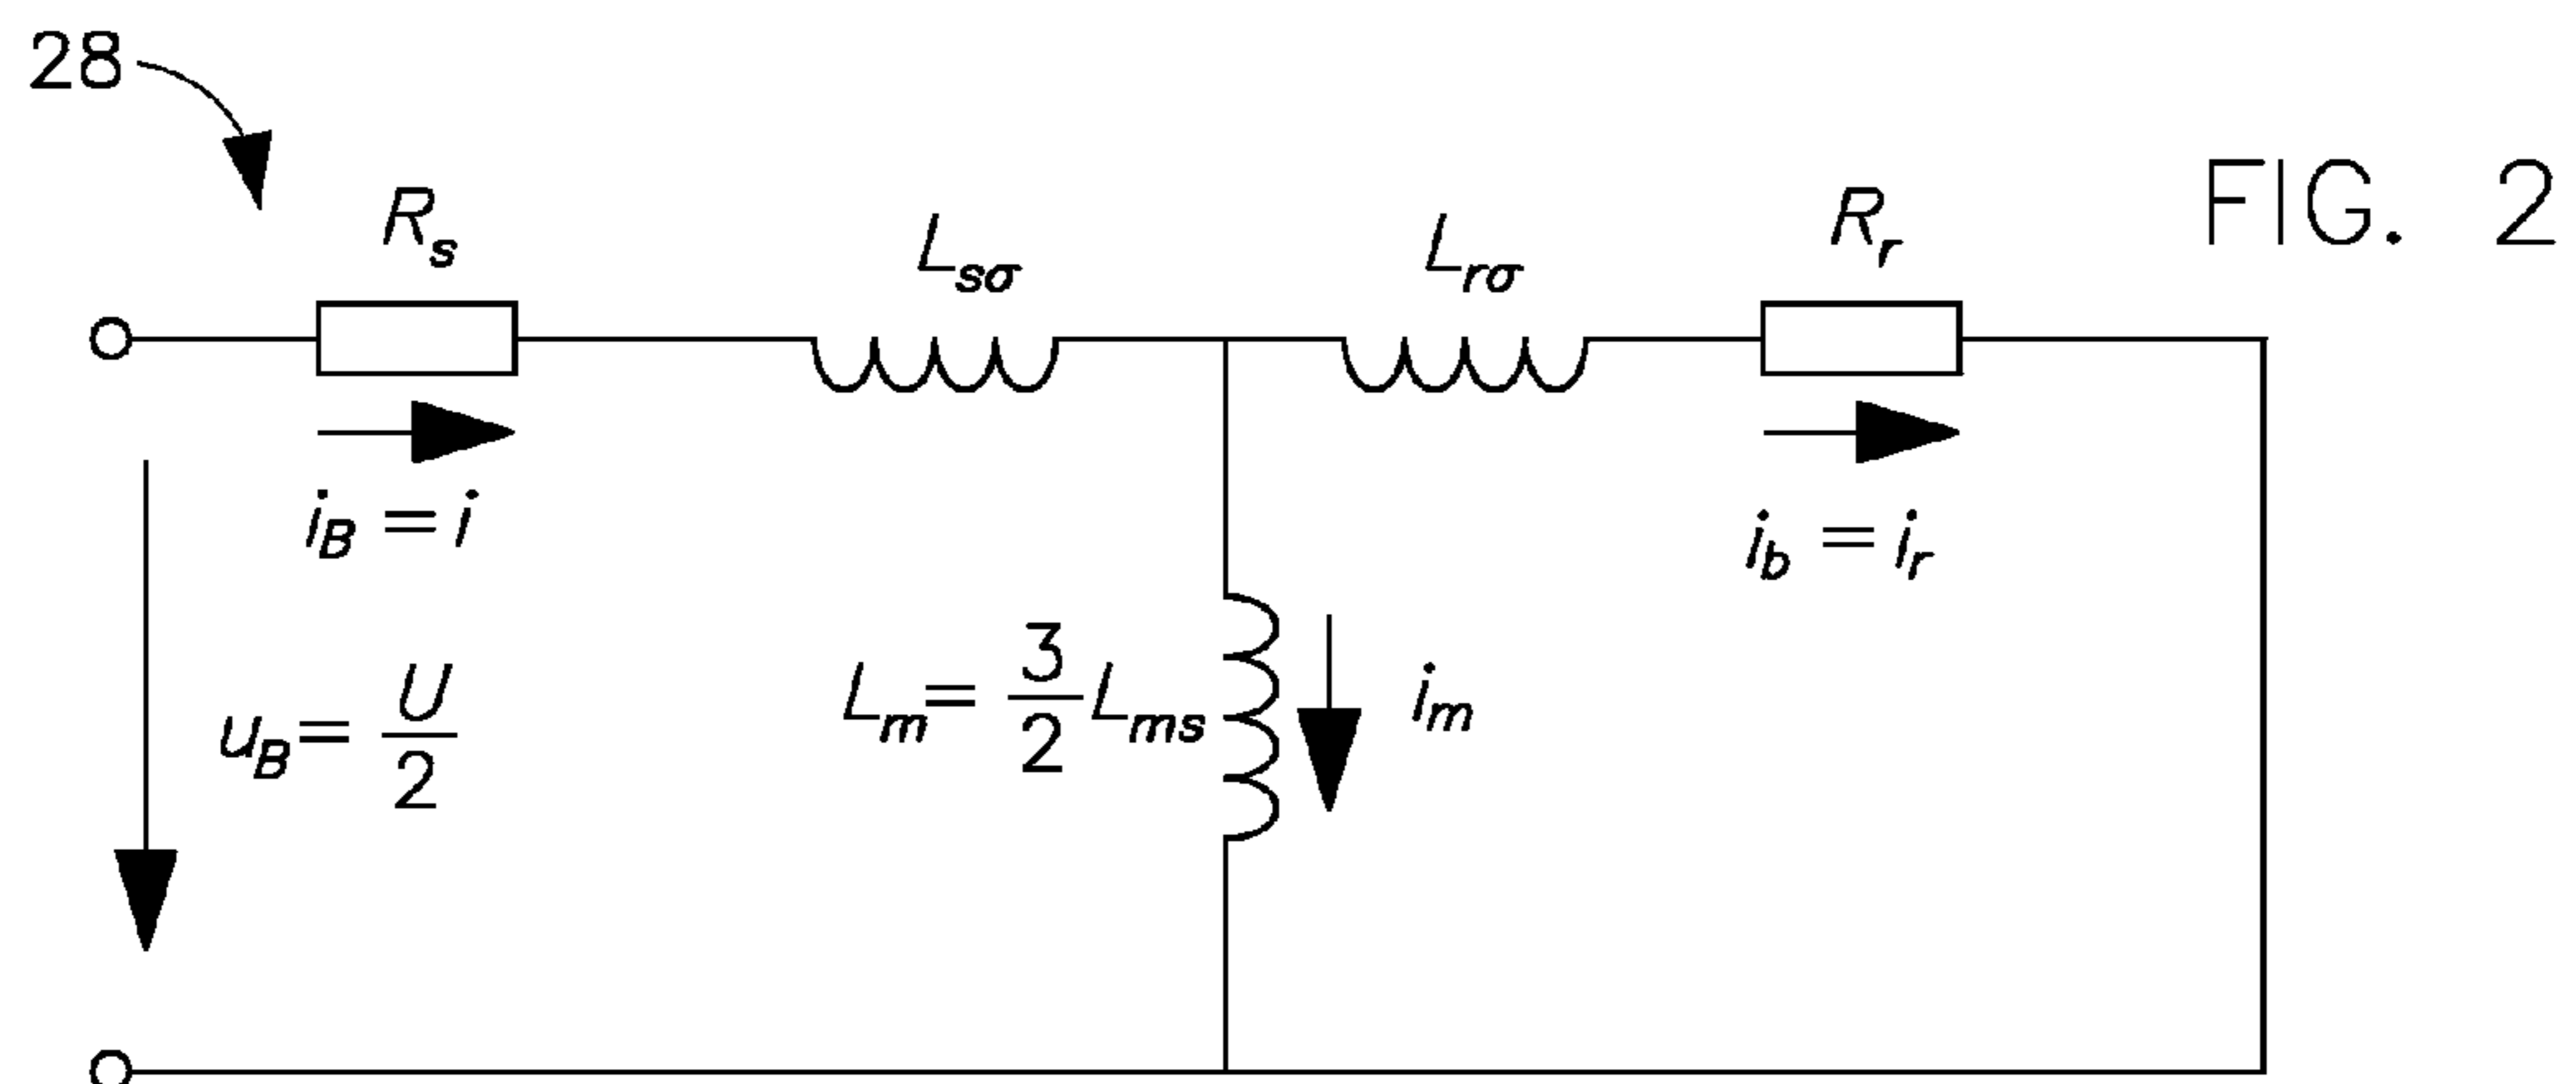 28
FIG. 2
R_s
L_sσ
L_rσ
R_r
i_B = i
i_b = i_r
u_B = U/2
L_m = 3/2 L_ms
i_m